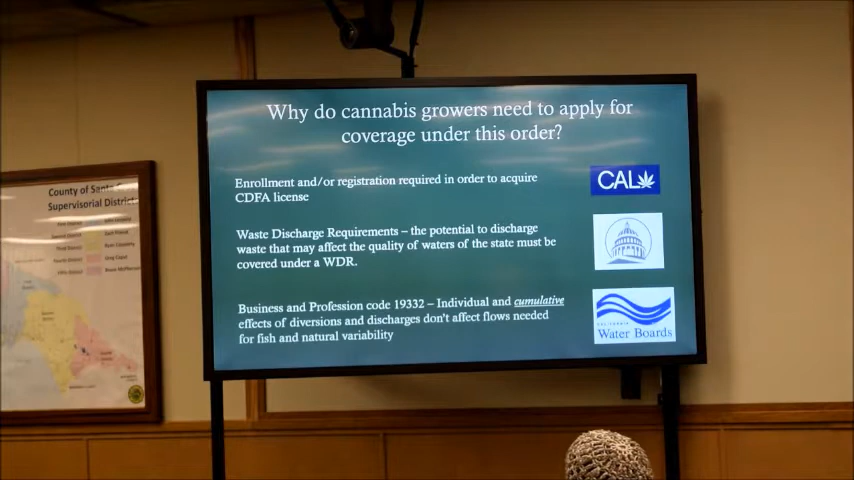 Why do cannabis growers need to apply for
coverage under this order?
Enrollment and/or registration required in order to acquire
CDFA license
CAL
Waste Discharge Requirements – the potential to discharge
waste that may affect the quality of waters of the state must be
covered under a WDR.
Business and Profession code 19332 – Individual and cumulative
effects of diversions and discharges don't affect flows needed
for fish and natural variability
CALIFORNIA
Water Boards
County of Santa
Supervisorial District